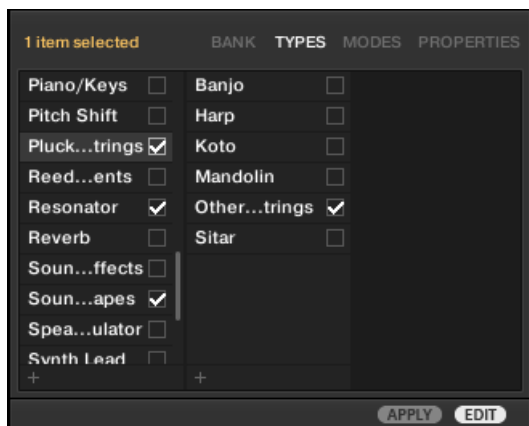 1 item selected
BANK TYPES MODES PROPERTIES
Piano/Keys
Pitch Shift
Pluck...trings
Reed...ents
Resonator
Reverb
Soun...ffects
Soun...apes
Spea...ulator
Synth Lead
+
Banjo
Harp
Koto
Mandolin
Other...trings
Sitar
+
APPLY EDIT